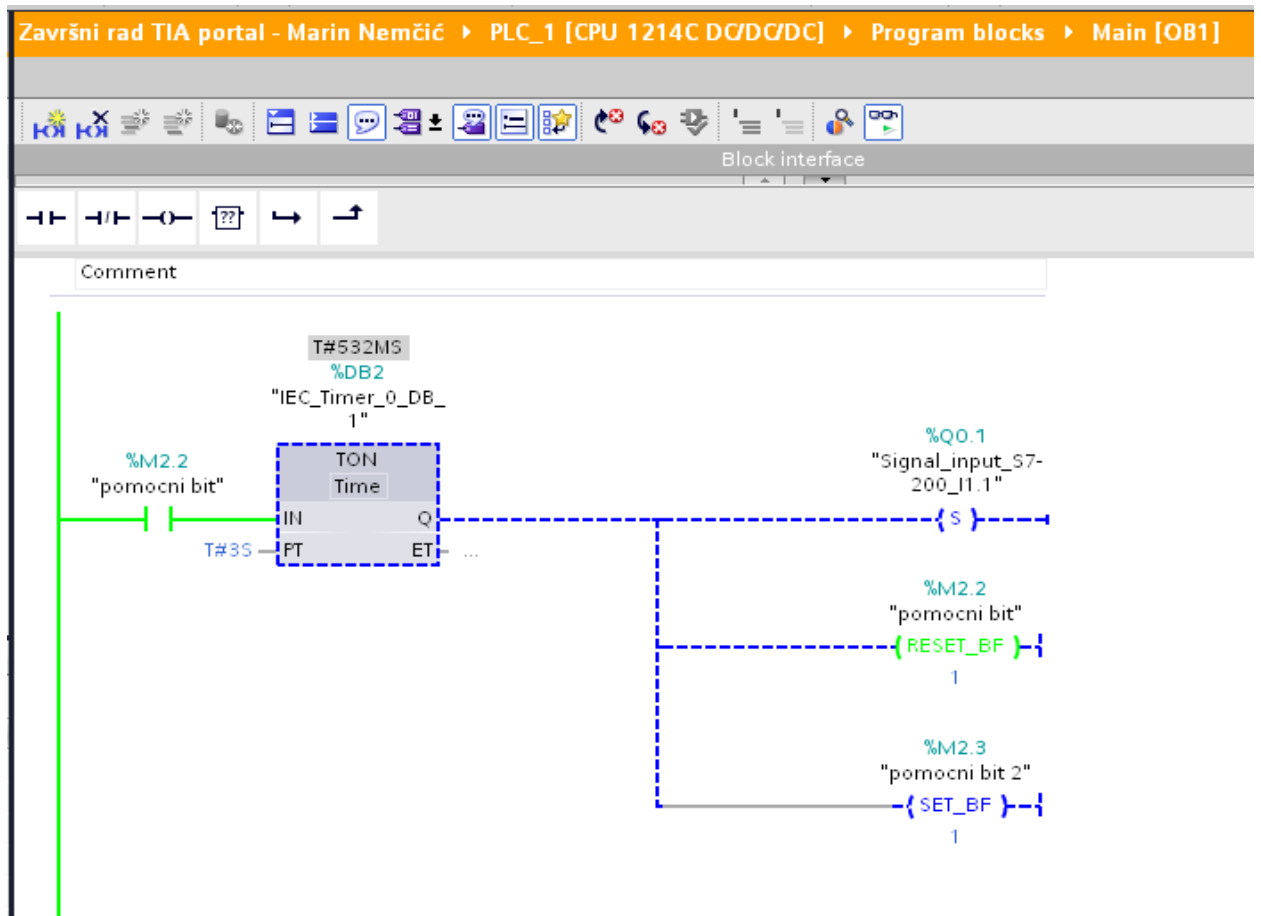 Završni rad TIA portal - Marin Nemčić ▸ PLC_1 [CPU 1214C DC/DC/DC] ▸ Program blocks ▸ Main [OB1]
Block interface
??
Comment
T#532MS
%DB2
"IEC_Timer_0_DB_
1"
%M2.2
"pomocni bit"
TON
Time
IN Q
T#3S PT ET ...
%Q0.1
"Signal_input_S7-
200_I1.1"
S
%M2.2
"pomocni bit"
RESET_BF
1
%M2.3
"pomocni bit 2"
SET_BF
1